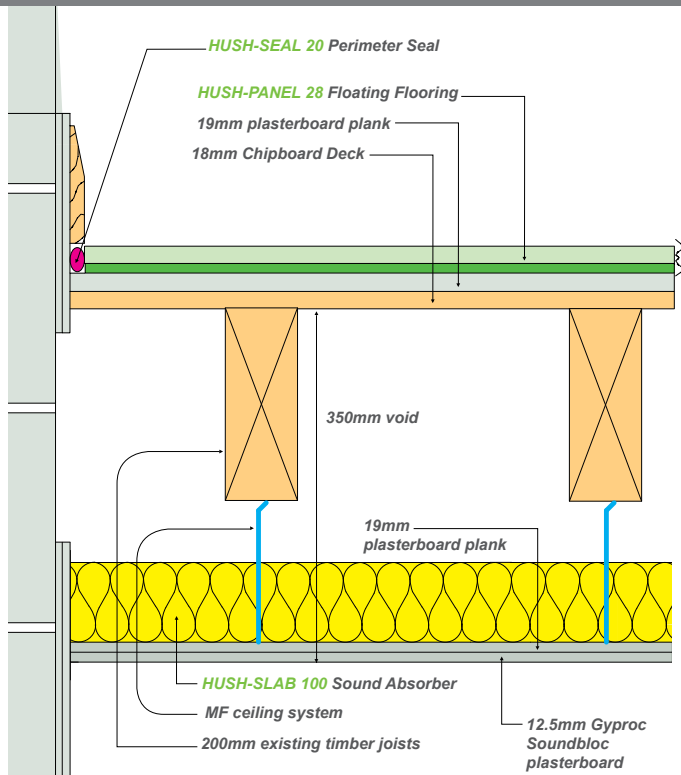 HUSH-SEAL 20 Perimeter Seal
HUSH-PANEL 28 Floating Flooring
19mm plasterboard plank
18mm Chipboard Deck
350mm void
19mm
plasterboard plank
HUSH-SLAB 100 Sound Absorber
MF ceiling system
200mm existing timber joists
12.5mm Gyproc
Soundbloc
plasterboard